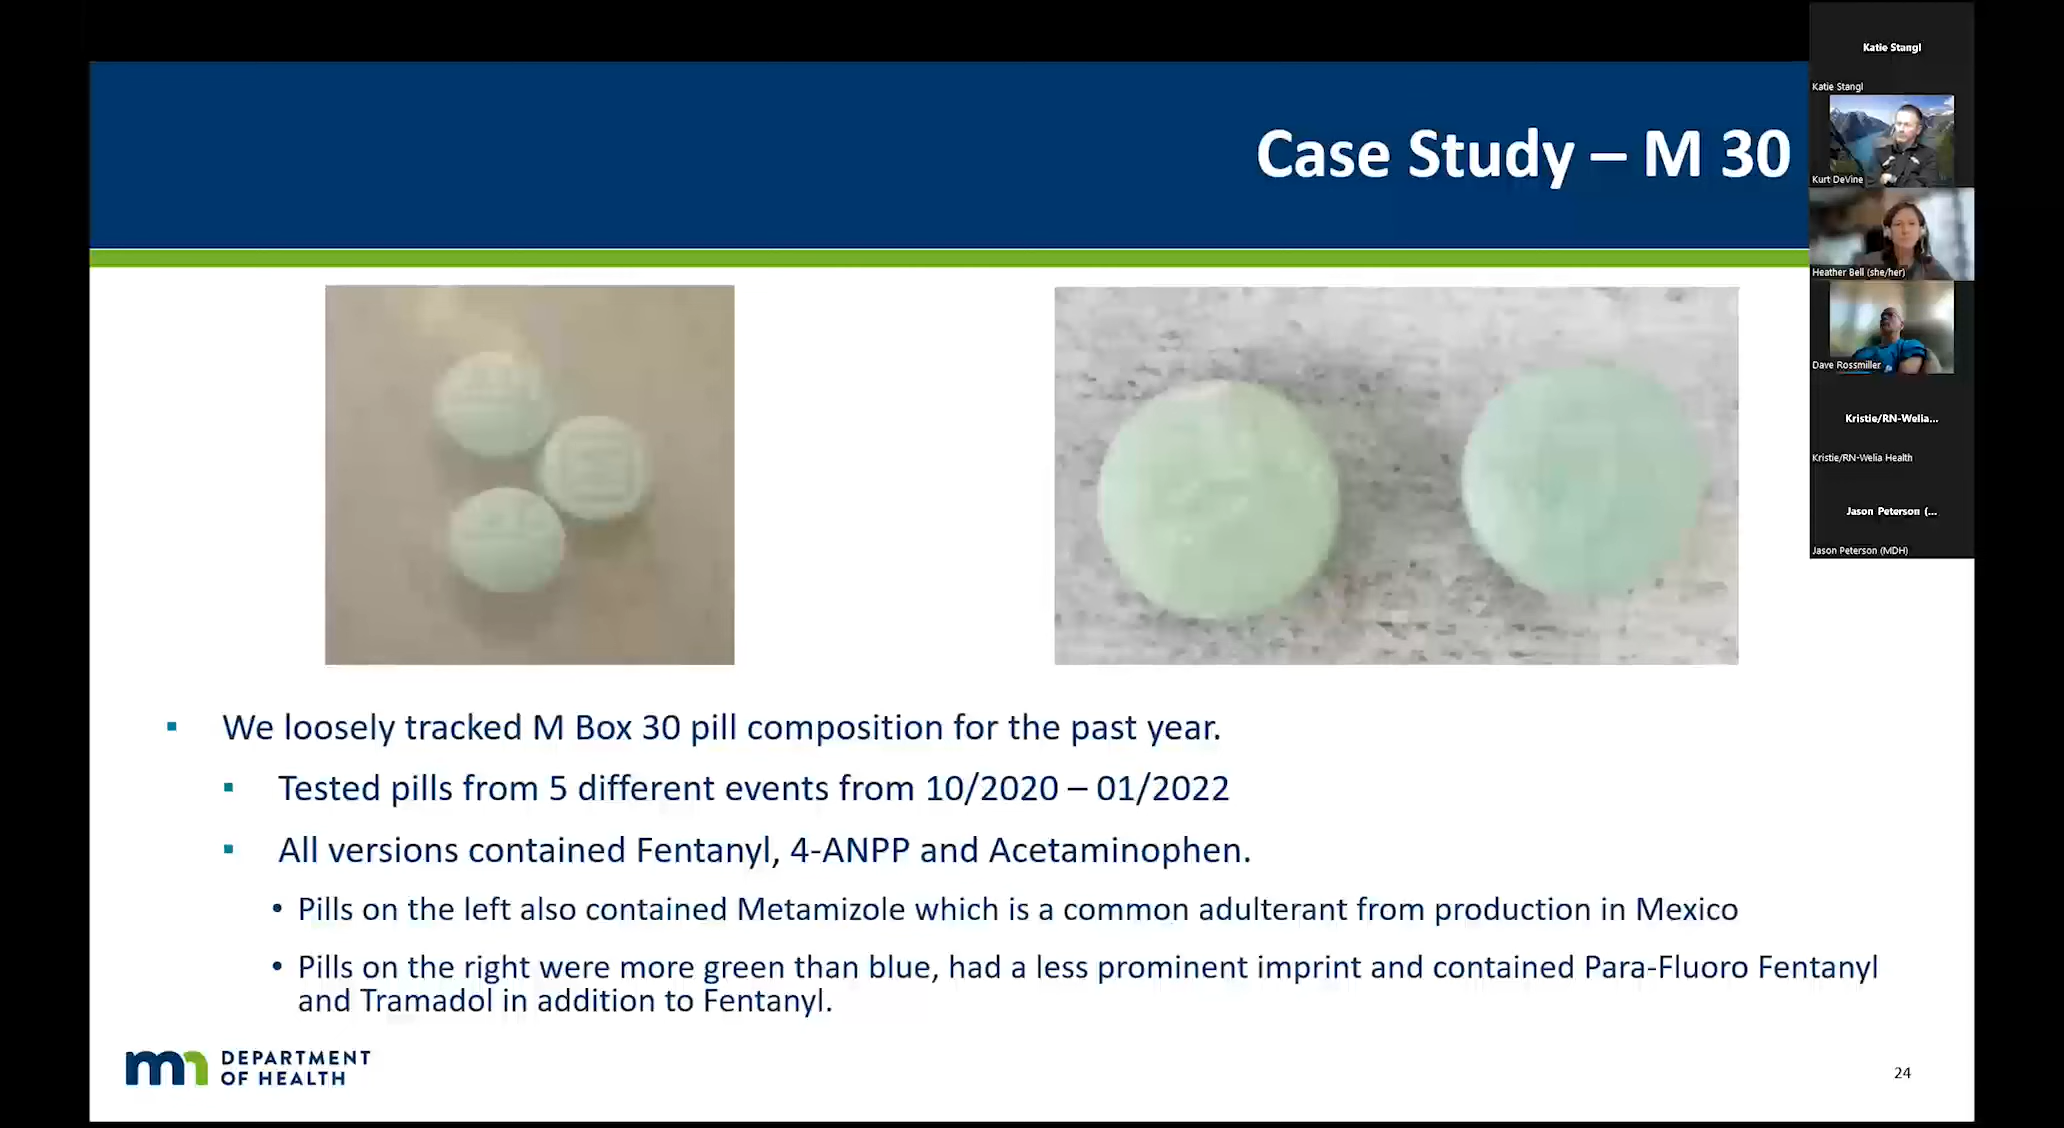 Case Study – M 30
▪ We loosely tracked M Box 30 pill composition for the past year.
▪ Tested pills from 5 different events from 10/2020 – 01/2022
▪ All versions contained Fentanyl, 4-ANPP and Acetaminophen.
• Pills on the left also contained Metamizole which is a common adulterant from production in Mexico
• Pills on the right were more green than blue, had a less prominent imprint and contained Para-Fluoro Fentanyl
and Tramadol in addition to Fentanyl.
mn DEPARTMENT
OF HEALTH
24
Katie Stangl
Katie Stangl
Kurt DeVine
Heather Bell (she/her)
Dave Rossmiller
Kristie/RN-Welia...
Kristie/RN-Welia Health
Jason Peterson (...
Jason Peterson (MDH)